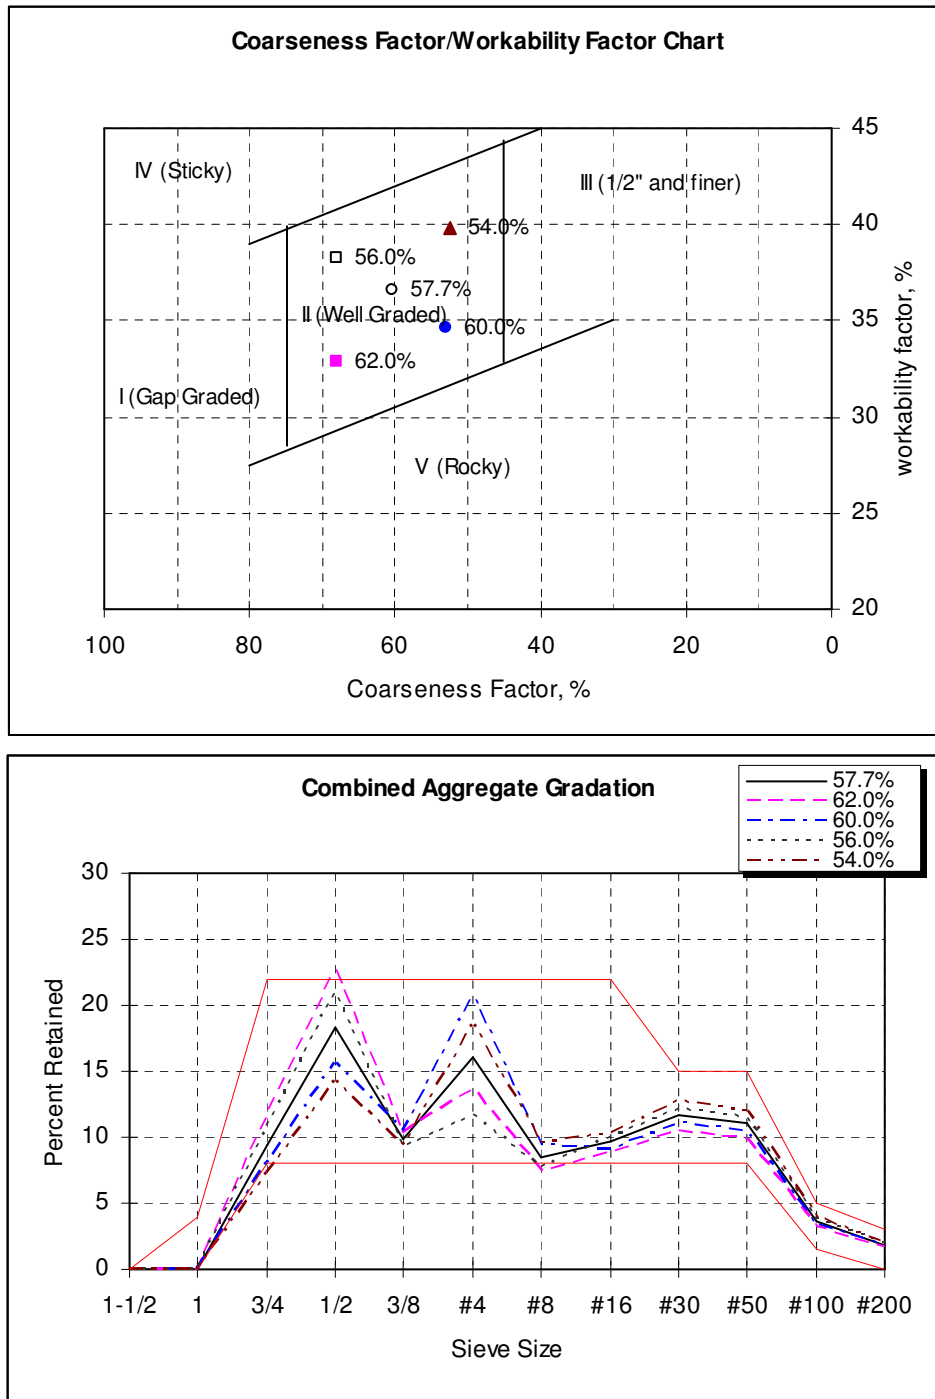 Coarseness Factor/Workability Factor Chart
45
IV (Sticky)
III (1/2" and finer)
40
54.0%
56.0%
57.7%
II (Well Graded)
35
60.0%
62.0%
I (Gap Graded)
30
V (Rocky)
25
20
workability factor, %
100 80 60 40 20 0
Coarseness Factor, %
Combined Aggregate Gradation
57.7%
62.0%
60.0%
56.0%
54.0%
30
25
20
15
10
5
0
Percent Retained
1-1/2 1 3/4 1/2 3/8 #4 #8 #16 #30 #50 #100 #200
Sieve Size